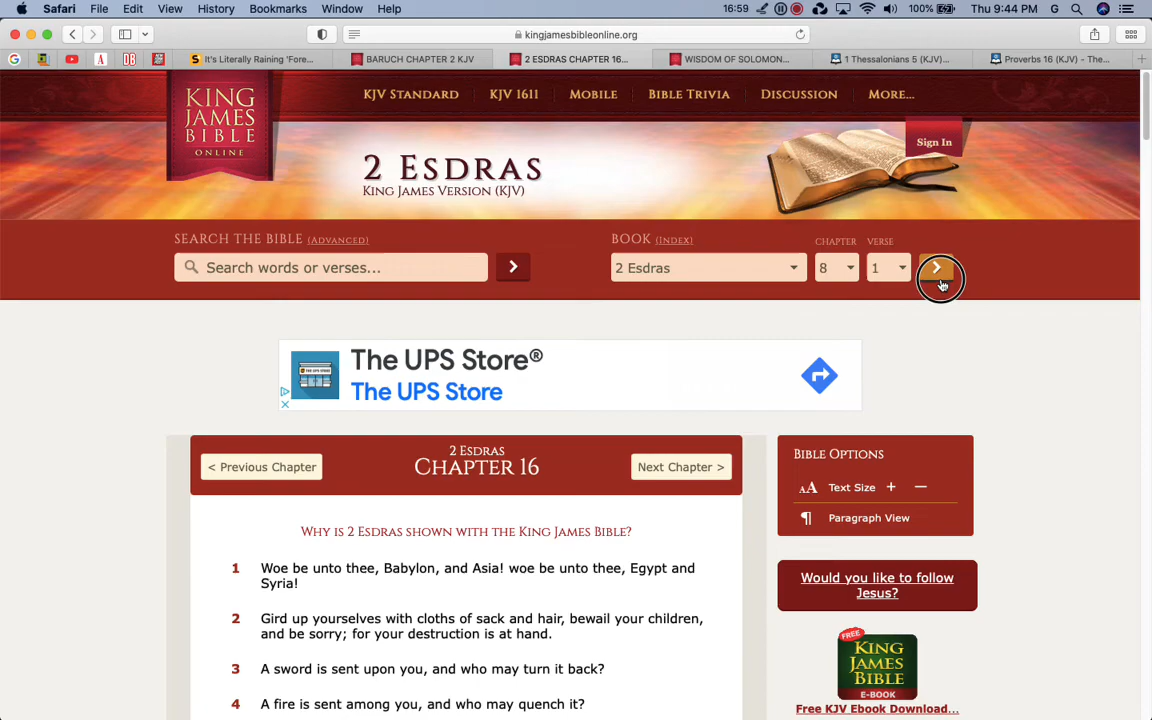 Safari File Edit View History Bookmarks Window Help 16:59 100% Thu 9:44 PM G
kingjamesbibleonline.org
It's Literally Raining 'Fore... BARUCH CHAPTER 2 KJV 2 ESDRAS CHAPTER 16... WISDOM OF SOLOMON... 1 Thessalonians 5 (KJV) - Proverbs 16 (KJV) - The...
KING JAMES BIBLE ONLINE
KJV STANDARD KJV 1611 MOBILE BIBLE TRIVIA DISCUSSION MORE...
Sign In
2 ESDRAS
KING JAMES VERSION (KJV)
SEARCH THE BIBLE (ADVANCED) BOOK (INDEX) CHAPTER VERSE
Search words or verses... 2 Esdras 8 1
The UPS Store®
The UPS Store
THE UPS STORE
< Previous Chapter
2 ESDRAS
CHAPTER 16
Next Chapter >
WHY IS 2 ESDRAS SHOWN WITH THE KING JAMES BIBLE?
1 Woe be unto thee, Babylon, and Asia! woe be unto thee, Egypt and
Syria!
2 Gird up yourselves with cloths of sack and hair, bewail your children,
and be sorry; for your destruction is at hand.
3 A sword is sent upon you, and who may turn it back?
4 A fire is sent among you, and who may quench it?
BIBLE OPTIONS
AA Text Size + −
¶ Paragraph View
Would you like to follow
Jesus?
FREE
KING
JAMES
BIBLE
E-BOOK
Free KJV Ebook Download...